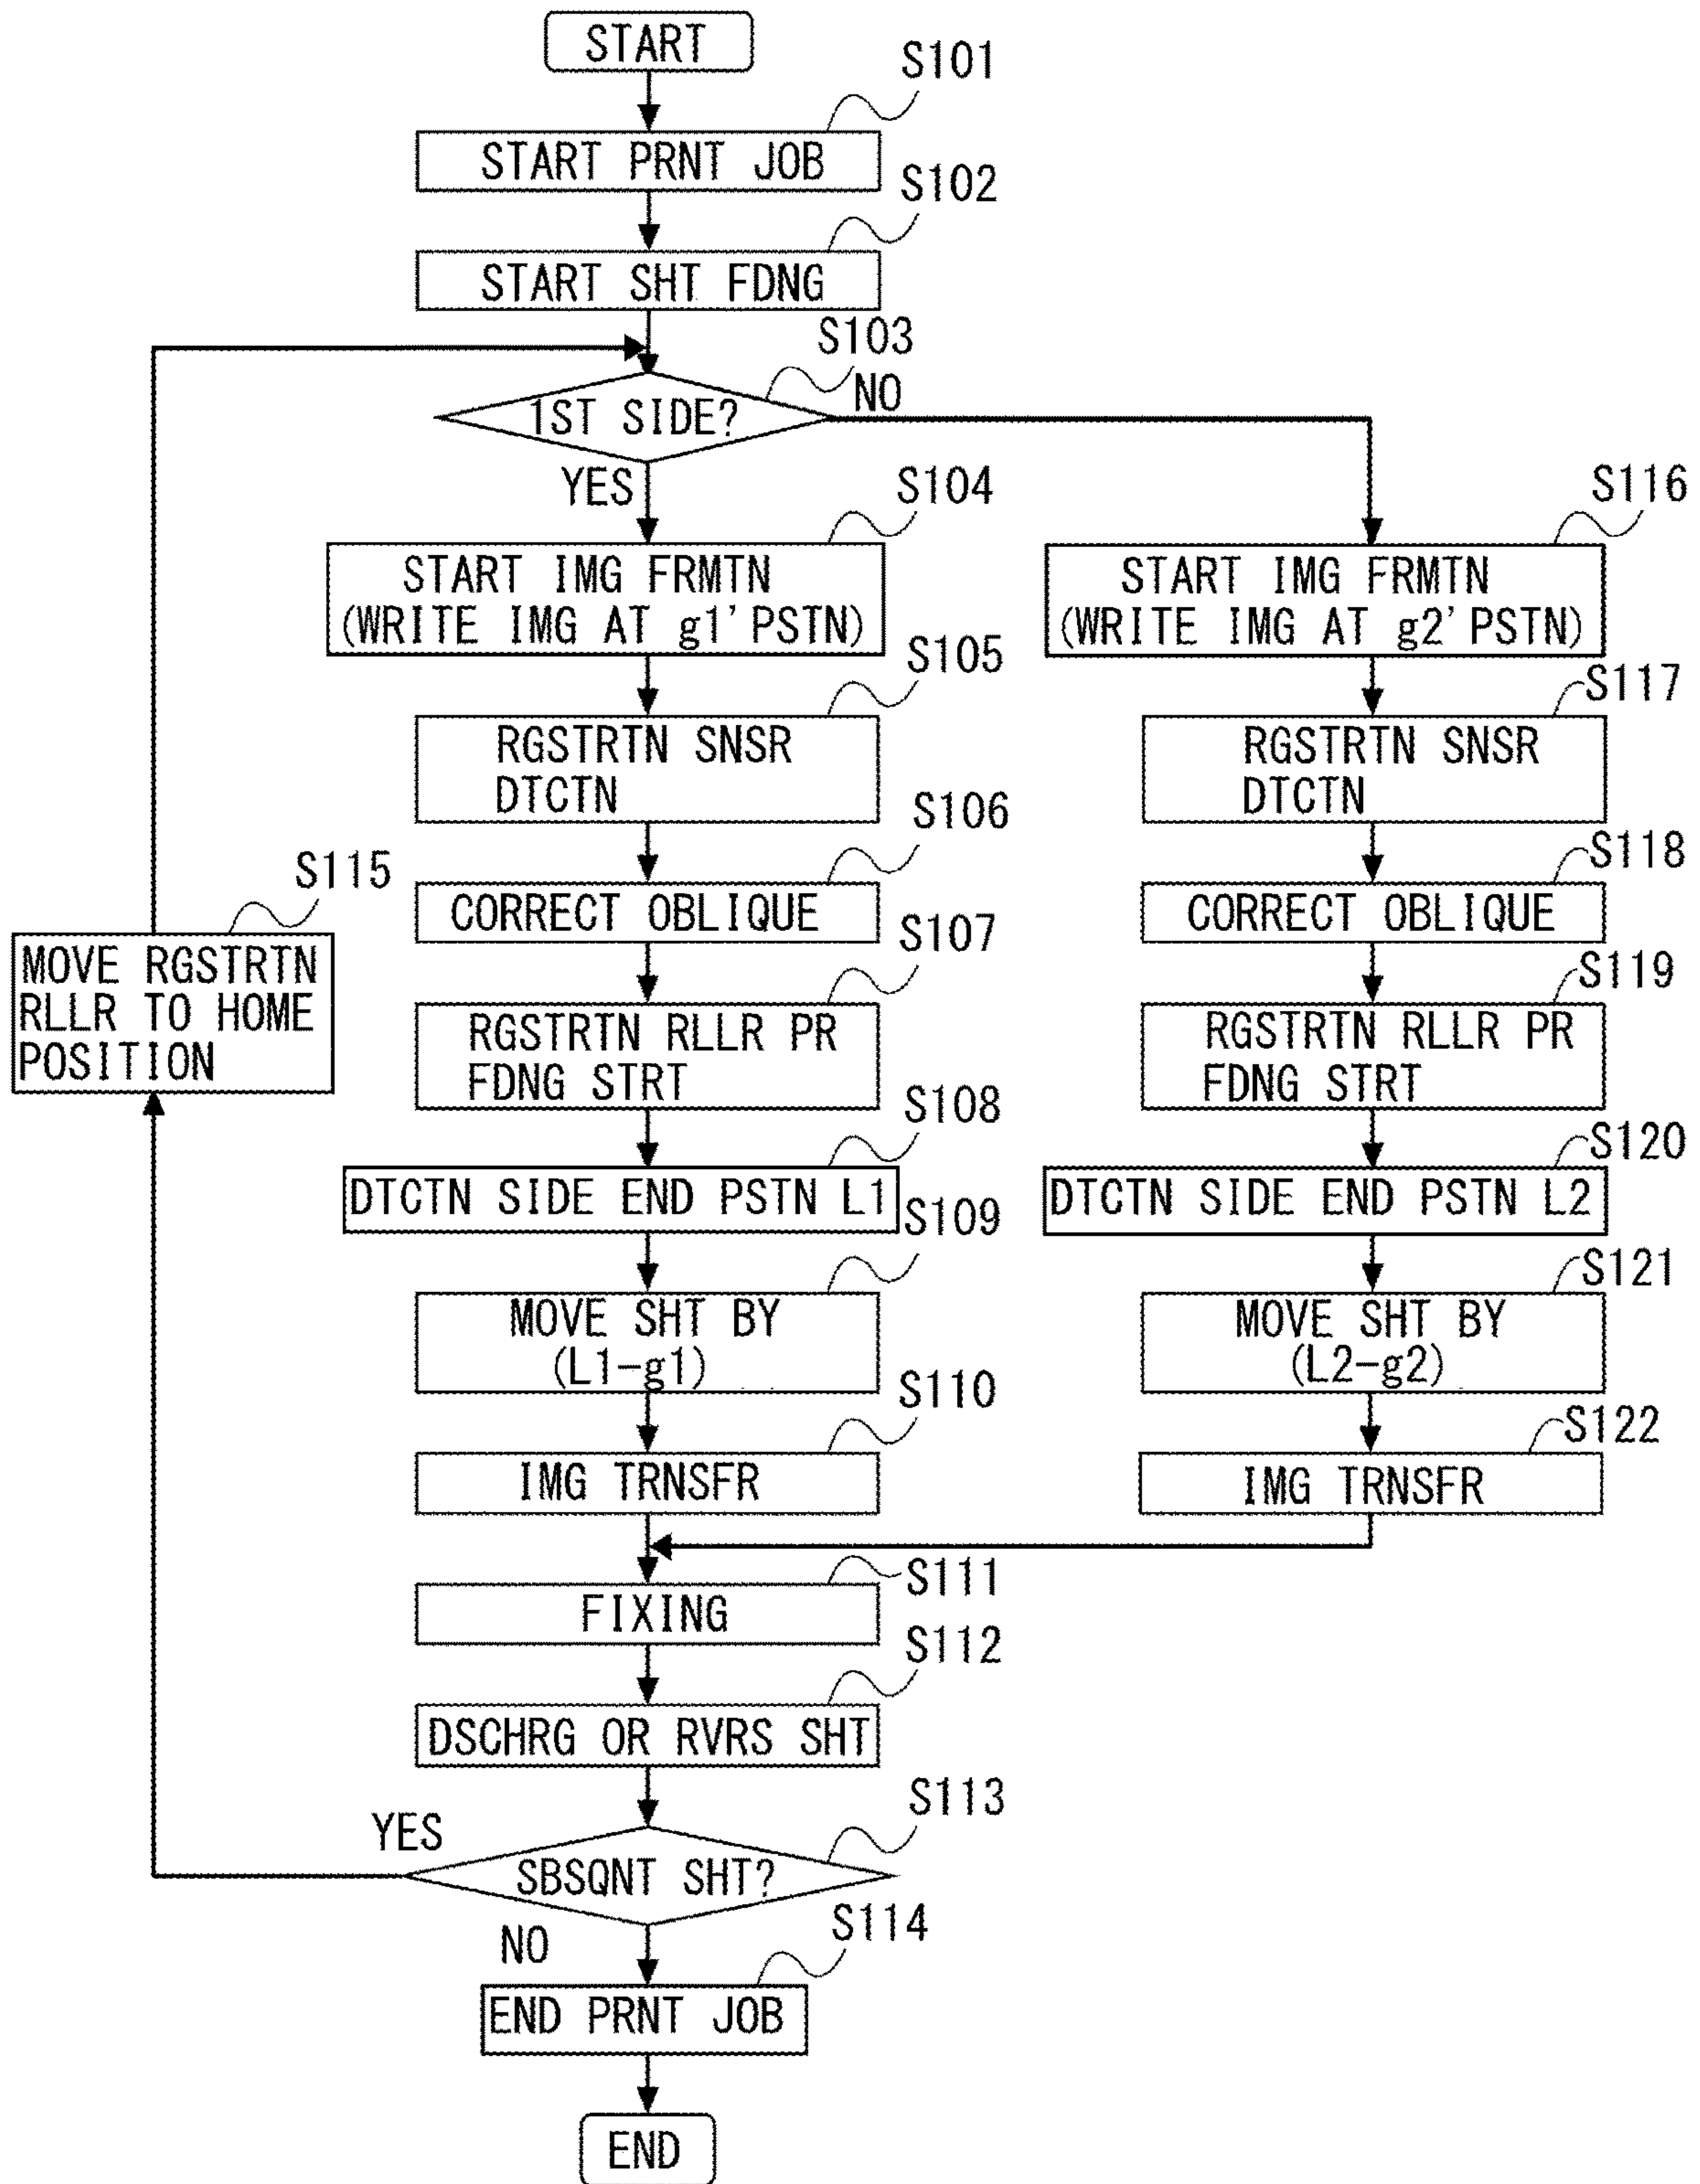 START
S101
START PRNT JOB
S102
START SHT FDNG
S103
1ST SIDE?
NO
YES
S104
START IMG FRMTN
(WRITE IMG AT g1'PSTN)
S105
RGSTRTN SNSR
DTCTN
S106
CORRECT OBLIQUE
S107
RGSTRTN RLLR PR
FDNG STRT
S108
DTCTN SIDE END PSTN L1
S109
MOVE SHT BY
(L1-g1)
S110
IMG TRNSFR
S116
START IMG FRMTN
(WRITE IMG AT g2'PSTN)
S117
RGSTRTN SNSR
DTCTN
S118
CORRECT OBLIQUE
S119
RGSTRTN RLLR PR
FDNG STRT
S120
DTCTN SIDE END PSTN L2
S121
MOVE SHT BY
(L2-g2)
S122
IMG TRNSFR
S111
FIXING
S112
DSCHRG OR RVRS SHT
S113
SBSQNT SHT?
YES
S115
MOVE RGSTRTN
RLLR TO HOME
POSITION
NO
S114
END PRNT JOB
END